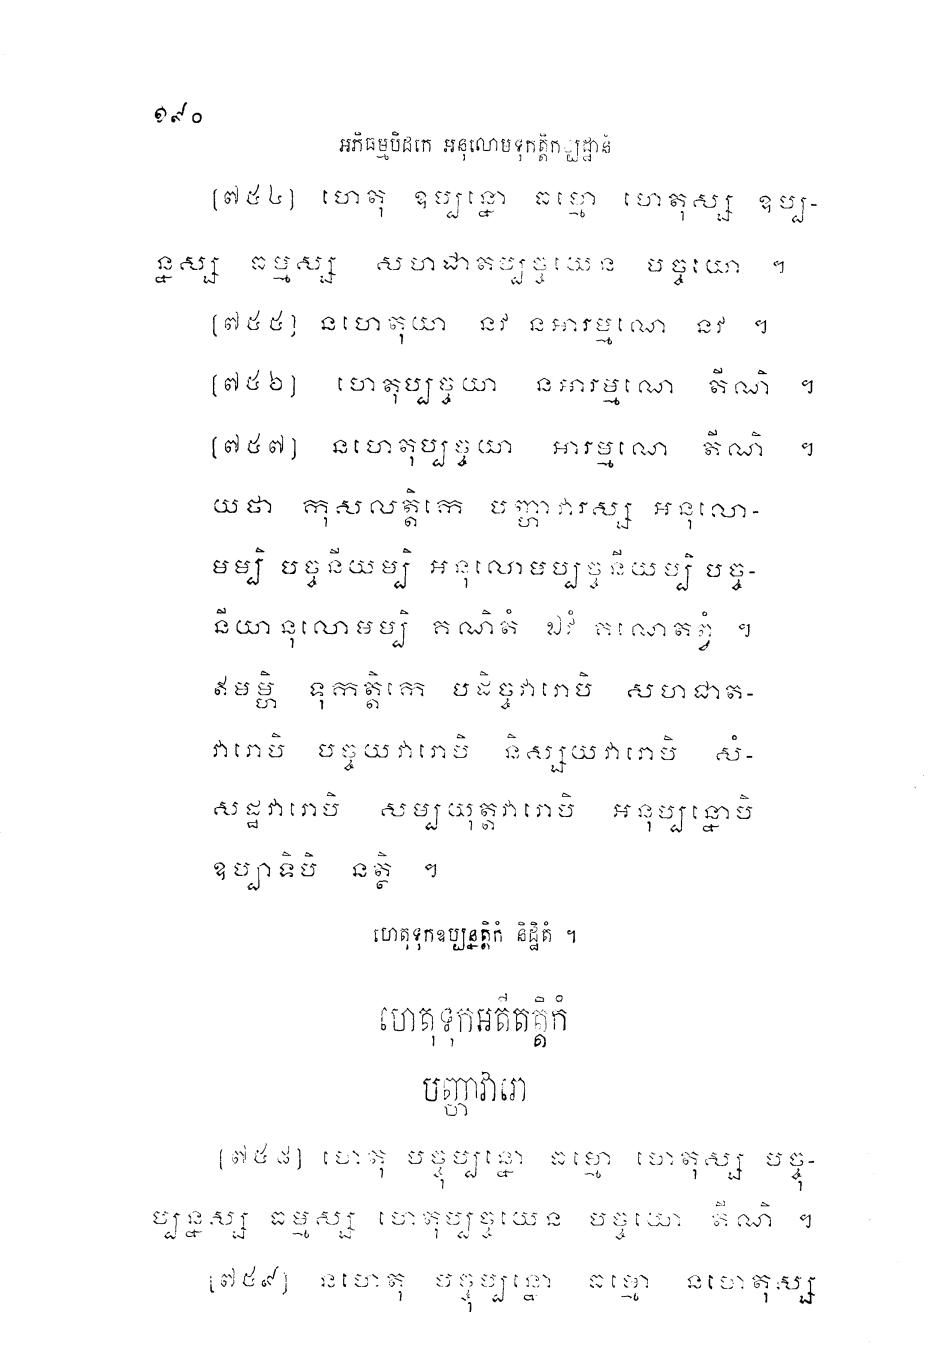 ១៩០
អភិធម្មបិដកេ អនុលោមទុកត្តិកប្បដ្ឋានំ
[៧៥៤] ហេតុ ឧប្បន្នោ ធម្មោ ហេតុស្ស ឧប្ប-
ន្នស្ស ធម្មស្ស សហជាតប្បច្ចយេន បច្ចយោ ។
[៧៥៥] នហេតុយា នវ នអារម្មណេ នវ ។
[៧៥៦] ហេតុប្បច្ចយា នអារម្មណេ តីណិ ។
[៧៥៧] នហេតុប្បច្ចយា អារម្មណេ តីណិ ។
យថា កុសលត្តិកេ បញ្ហាវារស្ស អនុលោ-
មម្បិ បច្ចនីយម្បិ អនុលោមប្បច្ចនីយម្បិ បច្ច-
នីយានុលោមម្បិ គណិតំ ឯវំ គណេតព្វំ ។
ឥមម្ហិ ទុកត្តិកេ បដិច្ចវារោបិ សហជាត-
វារោបិ បច្ចយវារោបិ និស្សយវារោបិ សំ-
សដ្ឋវារោបិ សម្បយុត្តវារោបិ អនុប្បន្នោបិ
ឧប្បាទិបិ នត្ថិ ។
ហេតុទុកឧប្បន្នត្តិកំ និដ្ឋិតំ ។
ហេតុទុកអតីតត្តិកំ
បញ្ហាវារោ
[៧៥៨] ហេតុ បច្ចុប្បន្នោ ធម្មោ ហេតុស្ស បច្ចុ-
ប្បន្នស្ស ធម្មស្ស ហេតុប្បច្ចយេន បច្ចយោ តីណិ ។
[៧៥៩] នហេតុ បច្ចុប្បន្នោ ធម្មោ នហេតុស្ស